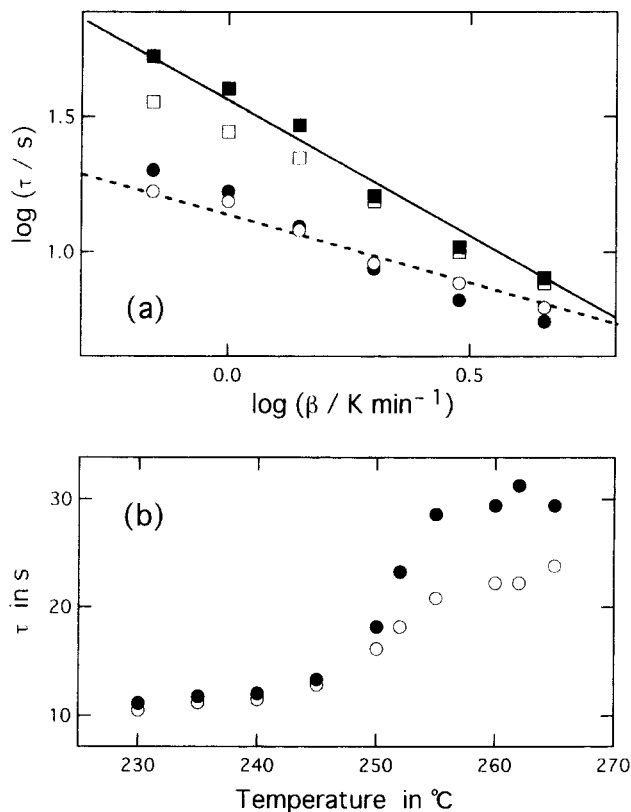 (a)
log (τ / s)
1.5
1.0
0.0
0.5
log (β / K min⁻¹)
(b)
τ in s
30
20
10
230
240
250
260
270
Temperature in °C